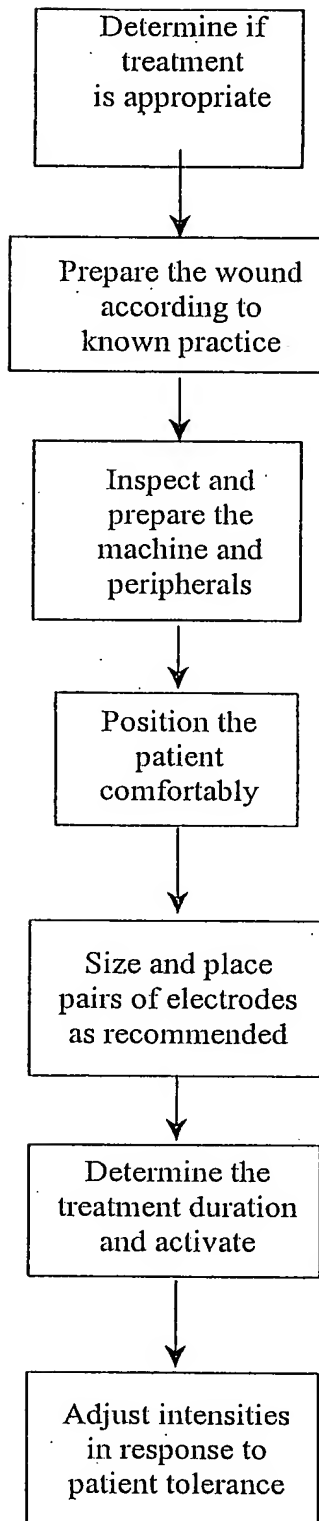 Determine if
treatment
is appropriate
Prepare the wound
according to
known practice
Inspect and
prepare the
machine and
peripherals
Position the
patient
comfortably
Size and place
pairs of electrodes
as recommended
Determine the
treatment duration
and activate
Adjust intensities
in response to
patient tolerance